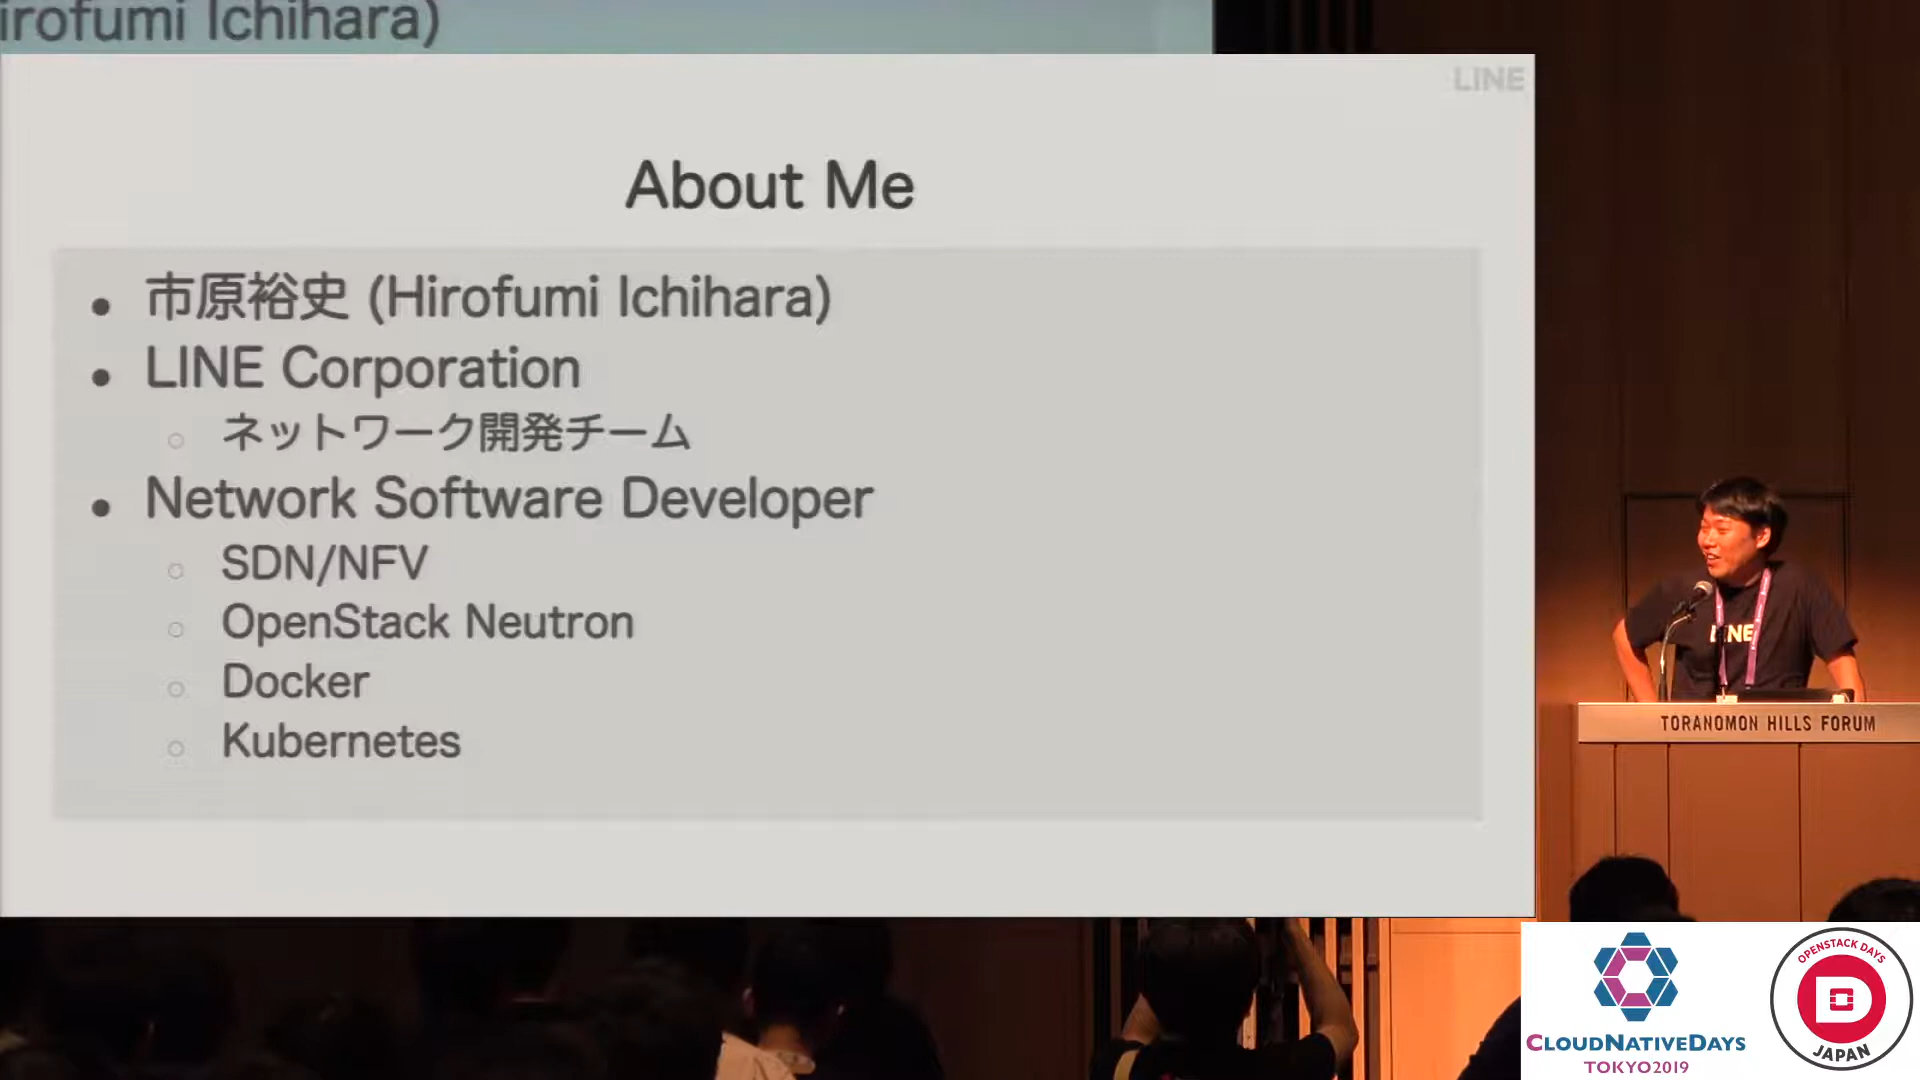 irofumi Ichihara)
LINE
About Me
市原裕史 (Hirofumi Ichihara)
LINE Corporation
ネットワーク開発チーム
Network Software Developer
SDN/NFV
OpenStack Neutron
Docker
Kubernetes
LINE
TORANOMON HILLS FORUM
CLOUDNATIVEDAYS
TOKYO2019
OPENSTACK DAYS
JAPAN